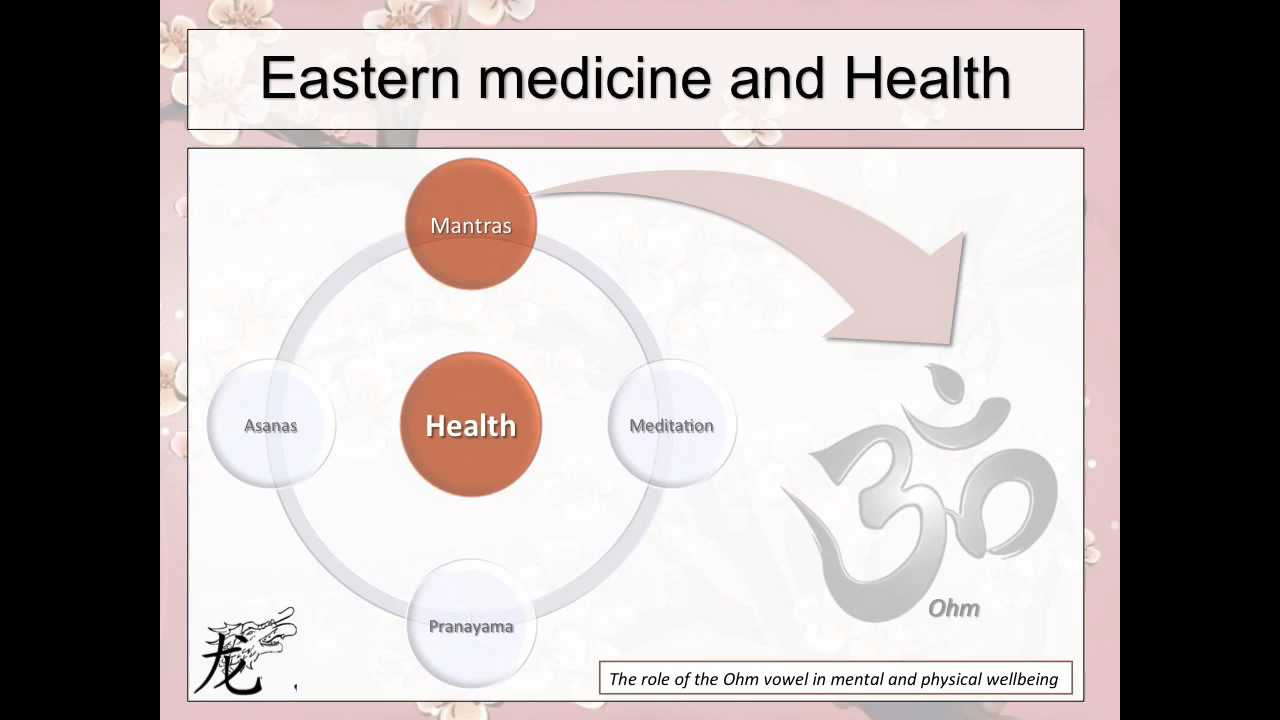 Eastern medicine and Health
Mantras
Asanas
Health
Meditation
ॐ
Ohm
Pranayama
龙
The role of the Ohm vowel in mental and physical wellbeing